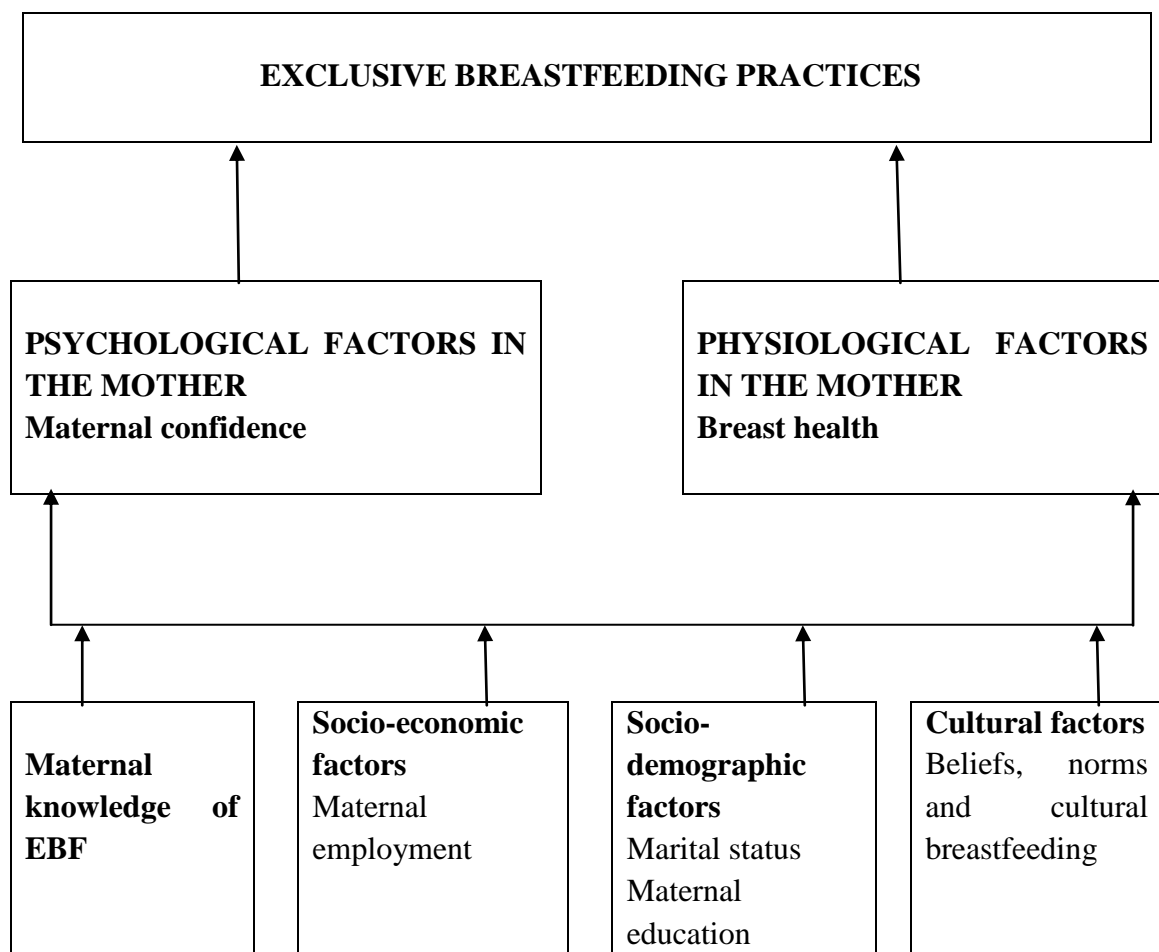 EXCLUSIVE BREASTFEEDING PRACTICES
PSYCHOLOGICAL FACTORS IN
THE MOTHER
Maternal confidence
PHYSIOLOGICAL FACTORS
IN THE MOTHER
Breast health
Maternal
knowledge of
EBF
Socio-economic
factors
Maternal
employment
Socio-
demographic
factors
Marital status
Maternal
education
Cultural factors
Beliefs, norms
and cultural
breastfeeding